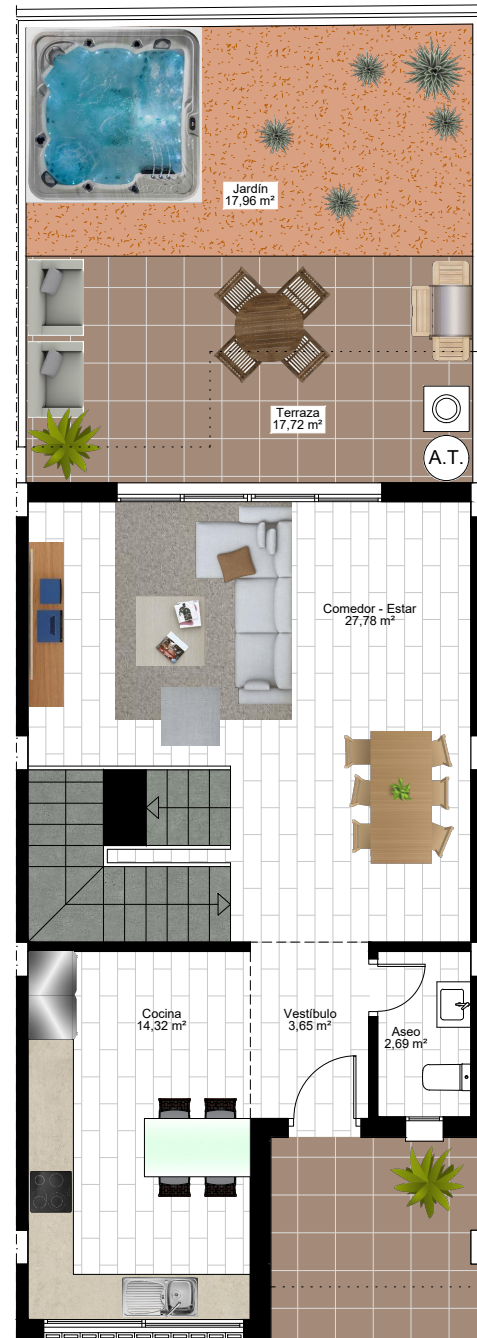 Jardín
17,96 m²
Terraza
17,72 m²
A.T.
Comedor - Estar
27,78 m²
Cocina
14,32 m²
Vestíbulo
3,65 m²
Aseo
2,69 m²